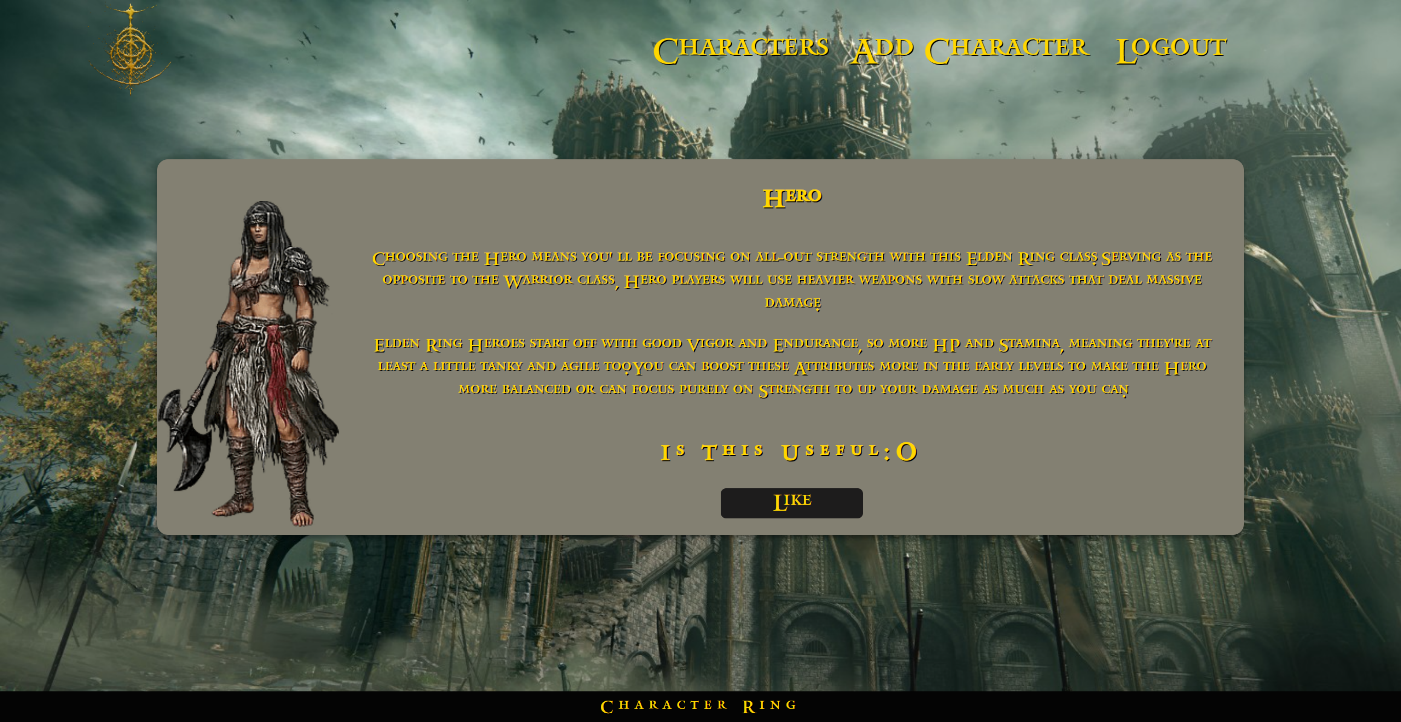 Characters Add Character Logout
Hero
Choosing the Hero means you' ll be focusing on all-out strength with this Elden Ring class. Serving as the
opposite to the Warrior class, Hero players will use heavier weapons with slow attacks that deal massive
damage.
Elden Ring Heroes start off with good Vigor and Endurance, so more HP and Stamina, meaning they're at
least a little tanky and agile too.You can boost these Attributes more in the early levels to make the Hero
more balanced or can focus purely on Strength to up your damage as much as you can.
Is This Useful:0
Like
Character Ring